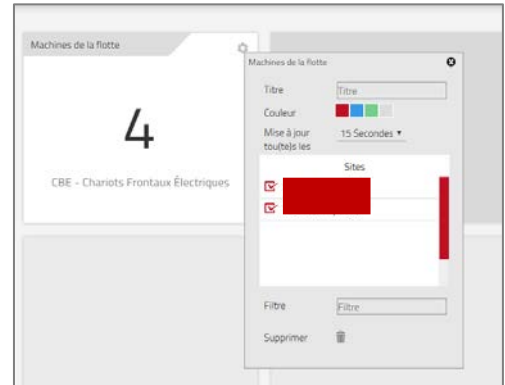 Machines de la flotte
4
CBE - Chariots Frontaux Électriques
Machines de la flotte
Titre
Titre
Couleur
Mise à jour
tou(te)s les
15 Secondes
Sites
Filtre
Filtre
Supprimer